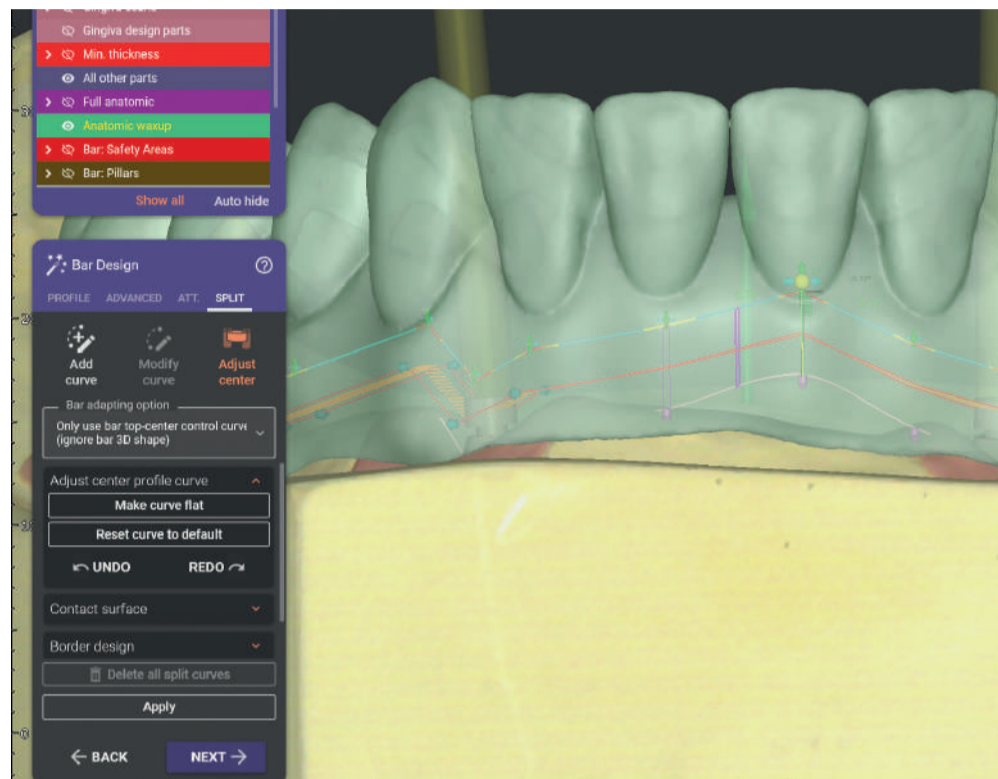 Gingiva design parts
Min. thickness
All other parts
Full anatomic
Anatomic waxup
Bar: Safety Areas
Bar: Pillars
Show all Auto hide
Bar Design
PROFILE ADVANCED ATT. SPLIT
Add curve
Modify curve
Adjust center
Bar adapting option
Only use bar top-center control curve
(ignore bar 3D shape)
Adjust center profile curve
Make curve flat
Reset curve to default
UNDO REDO
Contact surface
Border design
Delete all split curves
Apply
BACK NEXT